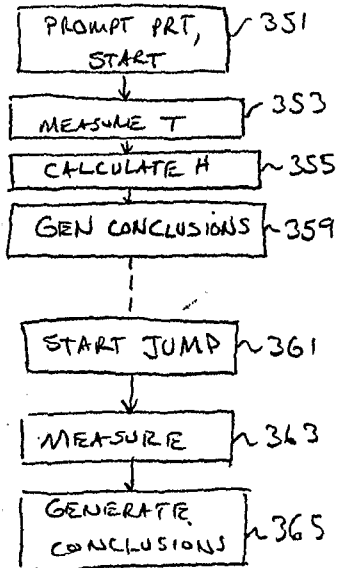 PROMPT PRT,
START
351
MEASURE T
353
CALCULATE H
355
GEN CONCLUSIONS
359
START JUMP
361
MEASURE
363
GENERATE
CONCLUSIONS
365